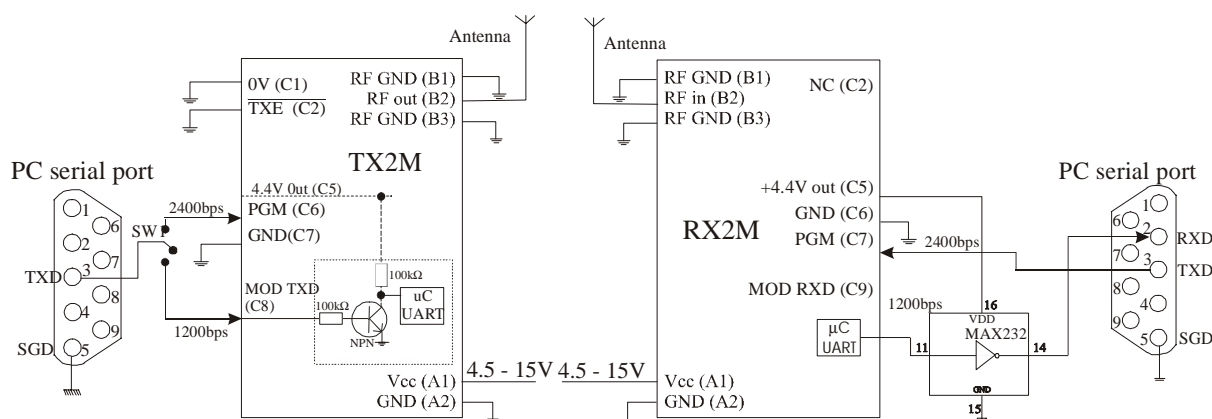 Antenna
Antenna
0V (C1)
TXE (C2)
RF GND (B1)
RF out (B2)
RF GND (B3)
TX2M
RF GND (B1)
RF in (B2)
RF GND (B3)
NC (C2)
RX2M
PC serial port
1
6
2
7
TXD
3
8
4
9
SGD
5
SW1
2400bps
1200bps
4.4V 0ut (C5)
PGM (C6)
GND(C7)
MOD TXD
(C8)
100kΩ
100kΩ
NPN
uC
UART
Vcc (A1)
GND (A2)
4.5 - 15V
4.5 - 15V
Vcc (A1)
GND (A2)
+4.4V out (C5)
GND (C6)
PGM (C7)
MOD RXD (C9)
2400bps
1200bps
µC
UART
16
VDD
MAX232
11
14
GND
15
PC serial port
1
6
2
RXD
7
3
TXD
8
4
9
5
SGD